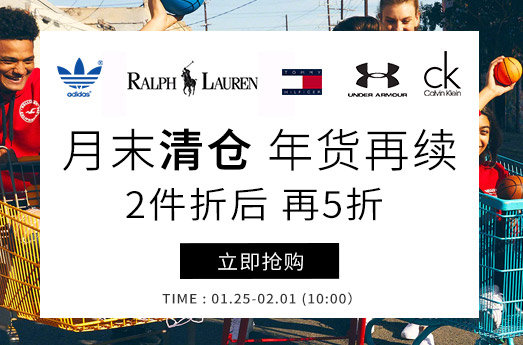 adidas®
RALPH LAUREN
TOMMY HILFIGER
UNDER ARMOUR
ck
Calvin Klein
月末清仓 年货再续
2件折后 再5折
立即抢购
TIME : 01.25-02.01 (10:00)